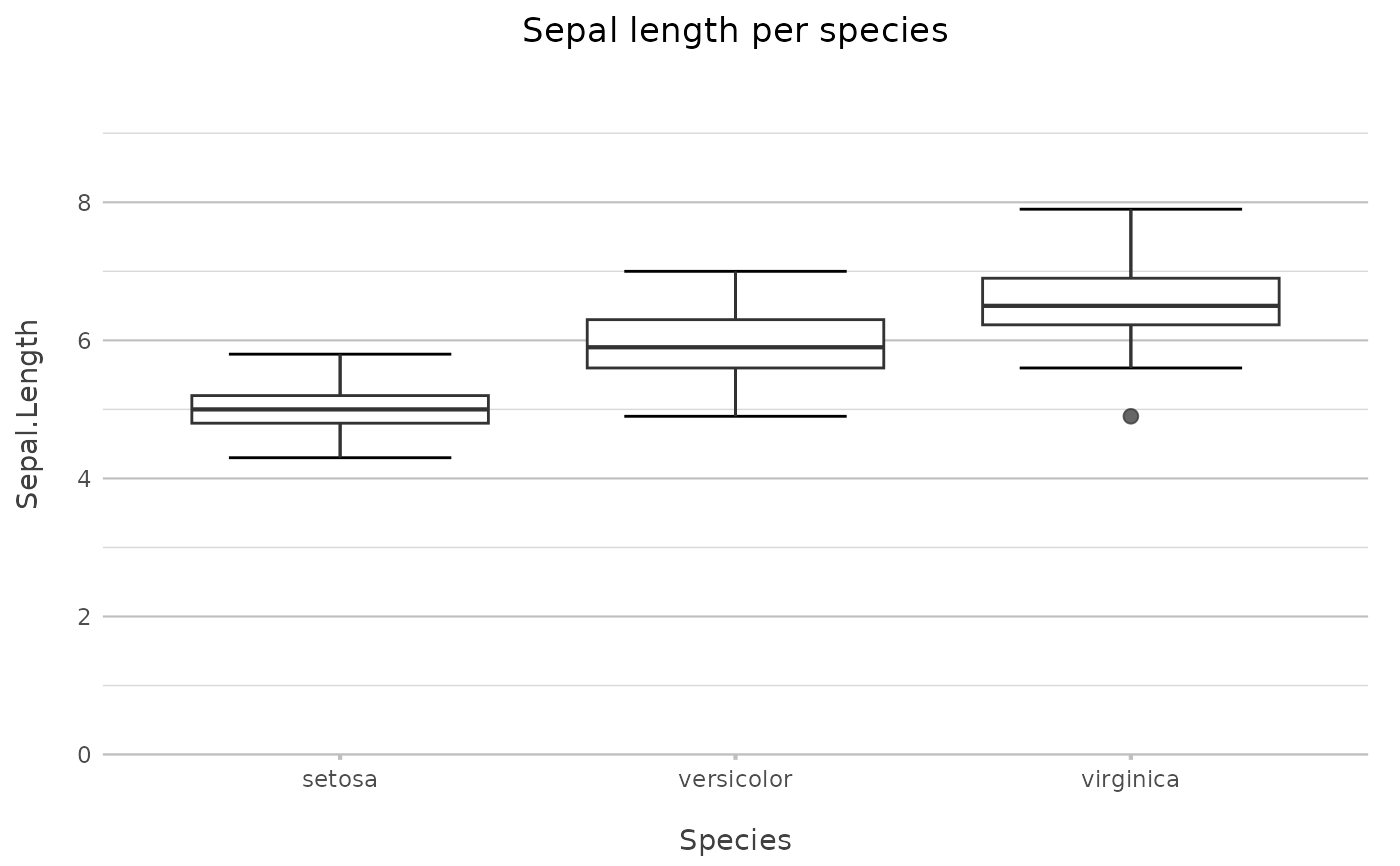 Sepal length per species
Sepal.Length
8
6
4
2
0
setosa
versicolor
virginica
Species